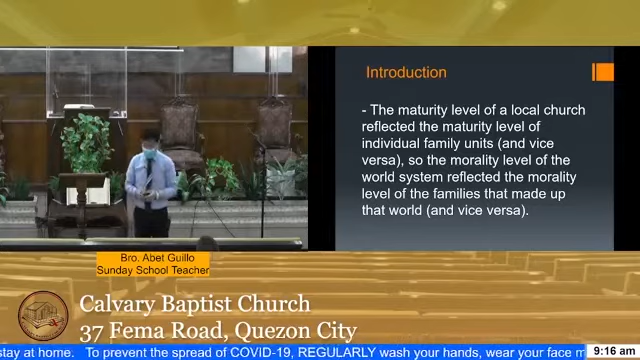 Introduction
- The maturity level of a local church
reflected the maturity level of
individual family units (and vice
versa), so the morality level of the
world system reflected the morality
level of the families that made up
that world (and vice versa).
Bro. Abet Guillo
Sunday School Teacher
Calvary Baptist Church
37 Fema Road, Quezon City
stay at home. To prevent the spread of COVID-19, REGULARLY wash your hands, wear your face m
9:16 am